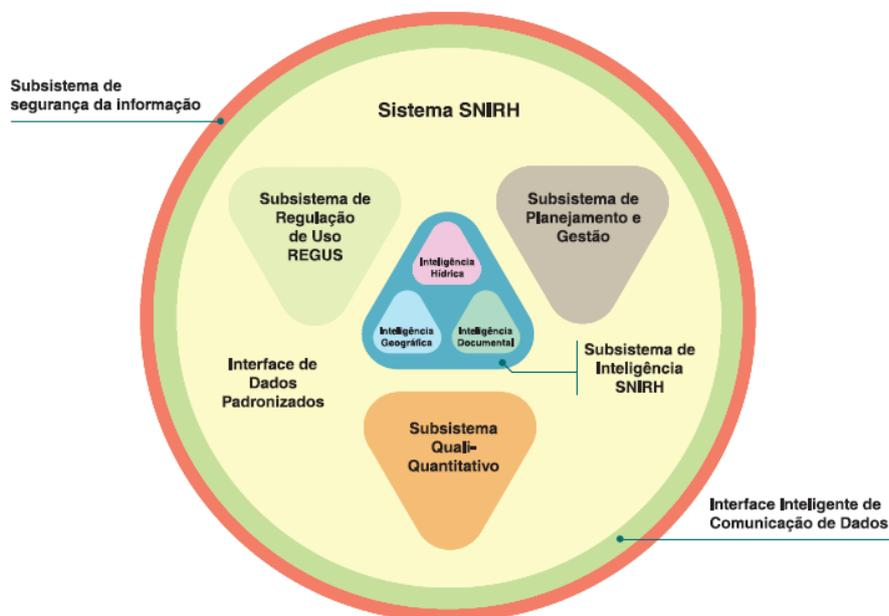 Subsistema de
segurança da informação
Sistema SNIRH
Subsistema de
Regulação
de Uso
REGUS
Subsistema de
Planejamento e
Gestão
Inteligência
Hídrica
Inteligência
Geográfica
Inteligência
Documental
Interface de
Dados
Padronizados
Subsistema de
Inteligência
SNIRH
Subsistema
Quali-
Quantitativo
Interface Inteligente de
Comunicação de Dados